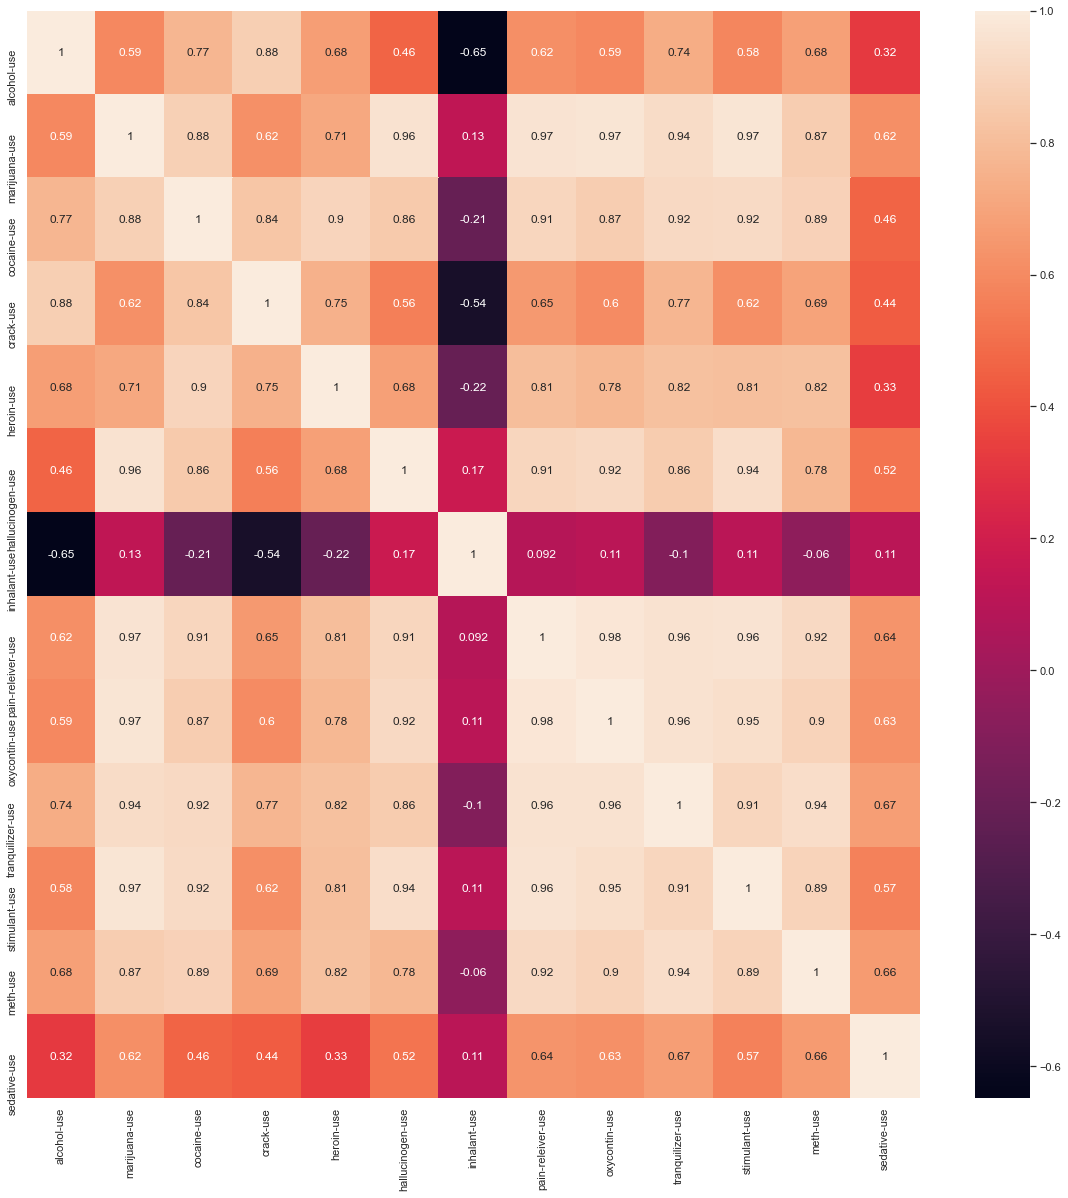 alcohol-use 1 0.59 0.77 0.88 0.68 0.46 -0.65 0.62 0.59 0.74 0.58 0.68 0.32
marijuana-use 0.59 1 0.88 0.62 0.71 0.96 0.13 0.97 0.97 0.94 0.97 0.87 0.62
cocaine-use 0.77 0.88 1 0.84 0.9 0.86 -0.21 0.91 0.87 0.92 0.92 0.89 0.46
crack-use 0.88 0.62 0.84 1 0.75 0.56 -0.54 0.65 0.6 0.77 0.62 0.69 0.44
heroin-use 0.68 0.71 0.9 0.75 1 0.68 -0.22 0.81 0.78 0.82 0.81 0.82 0.33
hallucinogen-use 0.46 0.96 0.86 0.56 0.68 1 0.17 0.91 0.92 0.86 0.94 0.78 0.52
inhalant-use -0.65 0.13 -0.21 -0.54 -0.22 0.17 1 0.092 0.11 -0.1 0.11 -0.06 0.11
pain-releiver-use 0.62 0.97 0.91 0.65 0.81 0.91 0.092 1 0.98 0.96 0.96 0.92 0.64
oxycontin-use 0.59 0.97 0.87 0.6 0.78 0.92 0.11 0.98 1 0.96 0.95 0.9 0.63
tranquilizer-use 0.74 0.94 0.92 0.77 0.82 0.86 -0.1 0.96 0.96 1 0.91 0.94 0.67
stimulant-use 0.58 0.97 0.92 0.62 0.81 0.94 0.11 0.96 0.95 0.91 1 0.89 0.57
meth-use 0.68 0.87 0.89 0.69 0.82 0.78 -0.06 0.92 0.9 0.94 0.89 1 0.66
sedative-use 0.32 0.62 0.46 0.44 0.33 0.52 0.11 0.64 0.63 0.67 0.57 0.66 1
alcohol-use marijuana-use cocaine-use crack-use heroin-use hallucinogen-use inhalant-use pain-releiver-use oxycontin-use tranquilizer-use stimulant-use meth-use sedative-use
1.0
0.8
0.6
0.4
0.2
0.0
−0.2
−0.4
−0.6